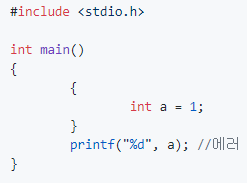 #include <stdio.h>
int main()
{
{
int a = 1;
}
printf("%d", a); //에러
}